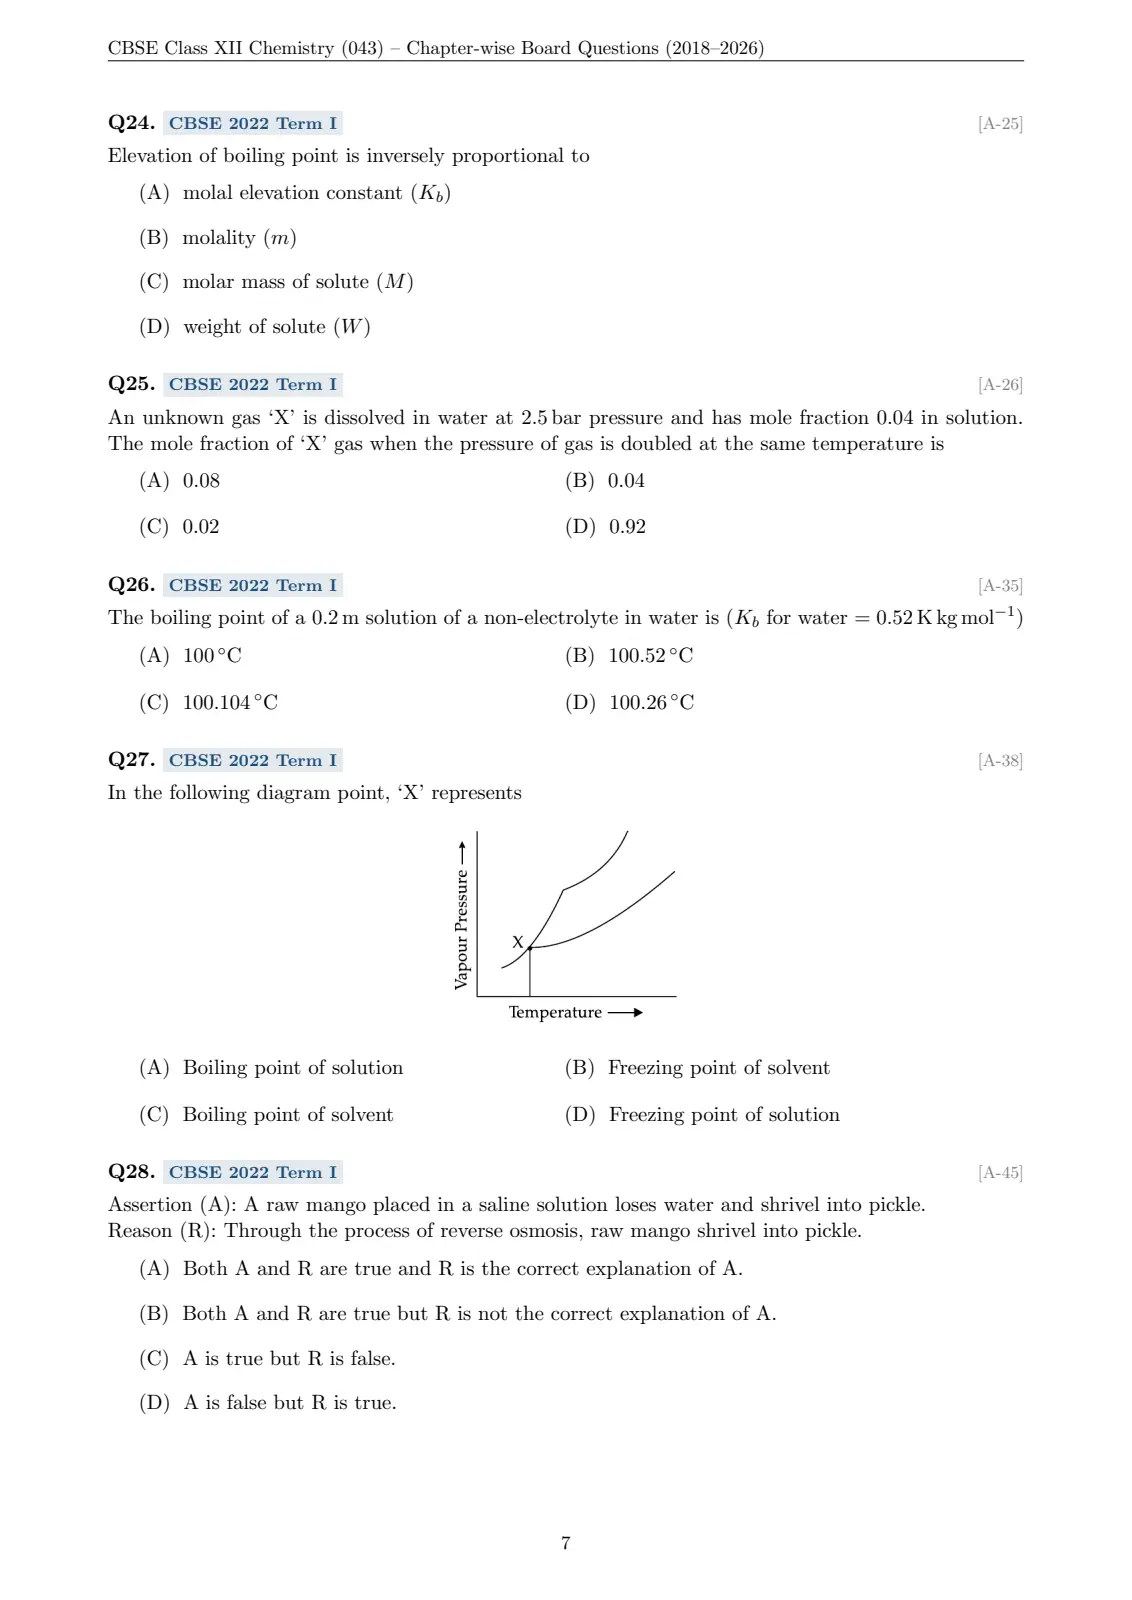 CBSE Class XII Chemistry (043) – Chapter-wise Board Questions (2018–2026)
Q24. CBSE 2022 Term I [A-25]
Elevation of boiling point is inversely proportional to
(A) molal elevation constant (K_b)
(B) molality (m)
(C) molar mass of solute (M)
(D) weight of solute (W)
Q25. CBSE 2022 Term I [A-26]
An unknown gas ‘X’ is dissolved in water at 2.5 bar pressure and has mole fraction 0.04 in solution.
The mole fraction of ‘X’ gas when the pressure of gas is doubled at the same temperature is
(A) 0.08 (B) 0.04
(C) 0.02 (D) 0.92
Q26. CBSE 2022 Term I [A-35]
The boiling point of a 0.2 m solution of a non-electrolyte in water is (K_b for water = 0.52 K kg mol⁻¹)
(A) 100 °C (B) 100.52 °C
(C) 100.104 °C (D) 100.26 °C
Q27. CBSE 2022 Term I [A-38]
In the following diagram point, ‘X’ represents
Vapour Pressure →
X
Temperature →
(A) Boiling point of solution (B) Freezing point of solvent
(C) Boiling point of solvent (D) Freezing point of solution
Q28. CBSE 2022 Term I [A-45]
Assertion (A): A raw mango placed in a saline solution loses water and shrivel into pickle.
Reason (R): Through the process of reverse osmosis, raw mango shrivel into pickle.
(A) Both A and R are true and R is the correct explanation of A.
(B) Both A and R are true but R is not the correct explanation of A.
(C) A is true but R is false.
(D) A is false but R is true.
7